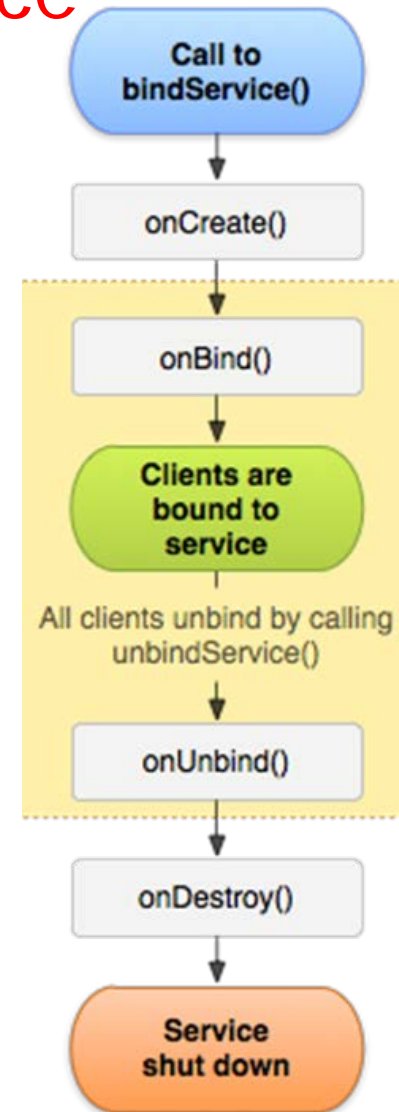 Call to
bindService()
onCreate()
onBind()
Clients are
bound to
service
All clients unbind by calling
unbindService()
onUnbind()
onDestroy()
Service
shut down